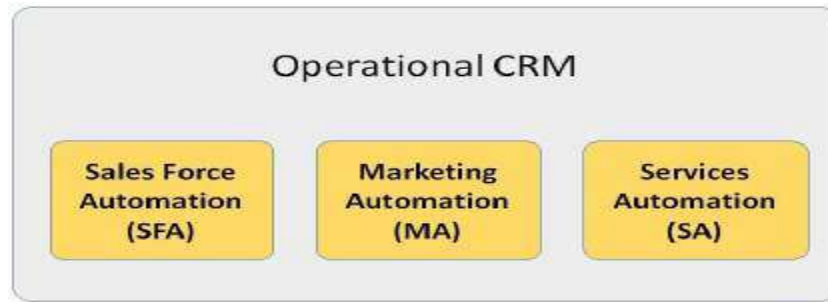 Operational CRM
Sales Force
Automation
(SFA)
Marketing
Automation
(MA)
Services
Automation
(SA)